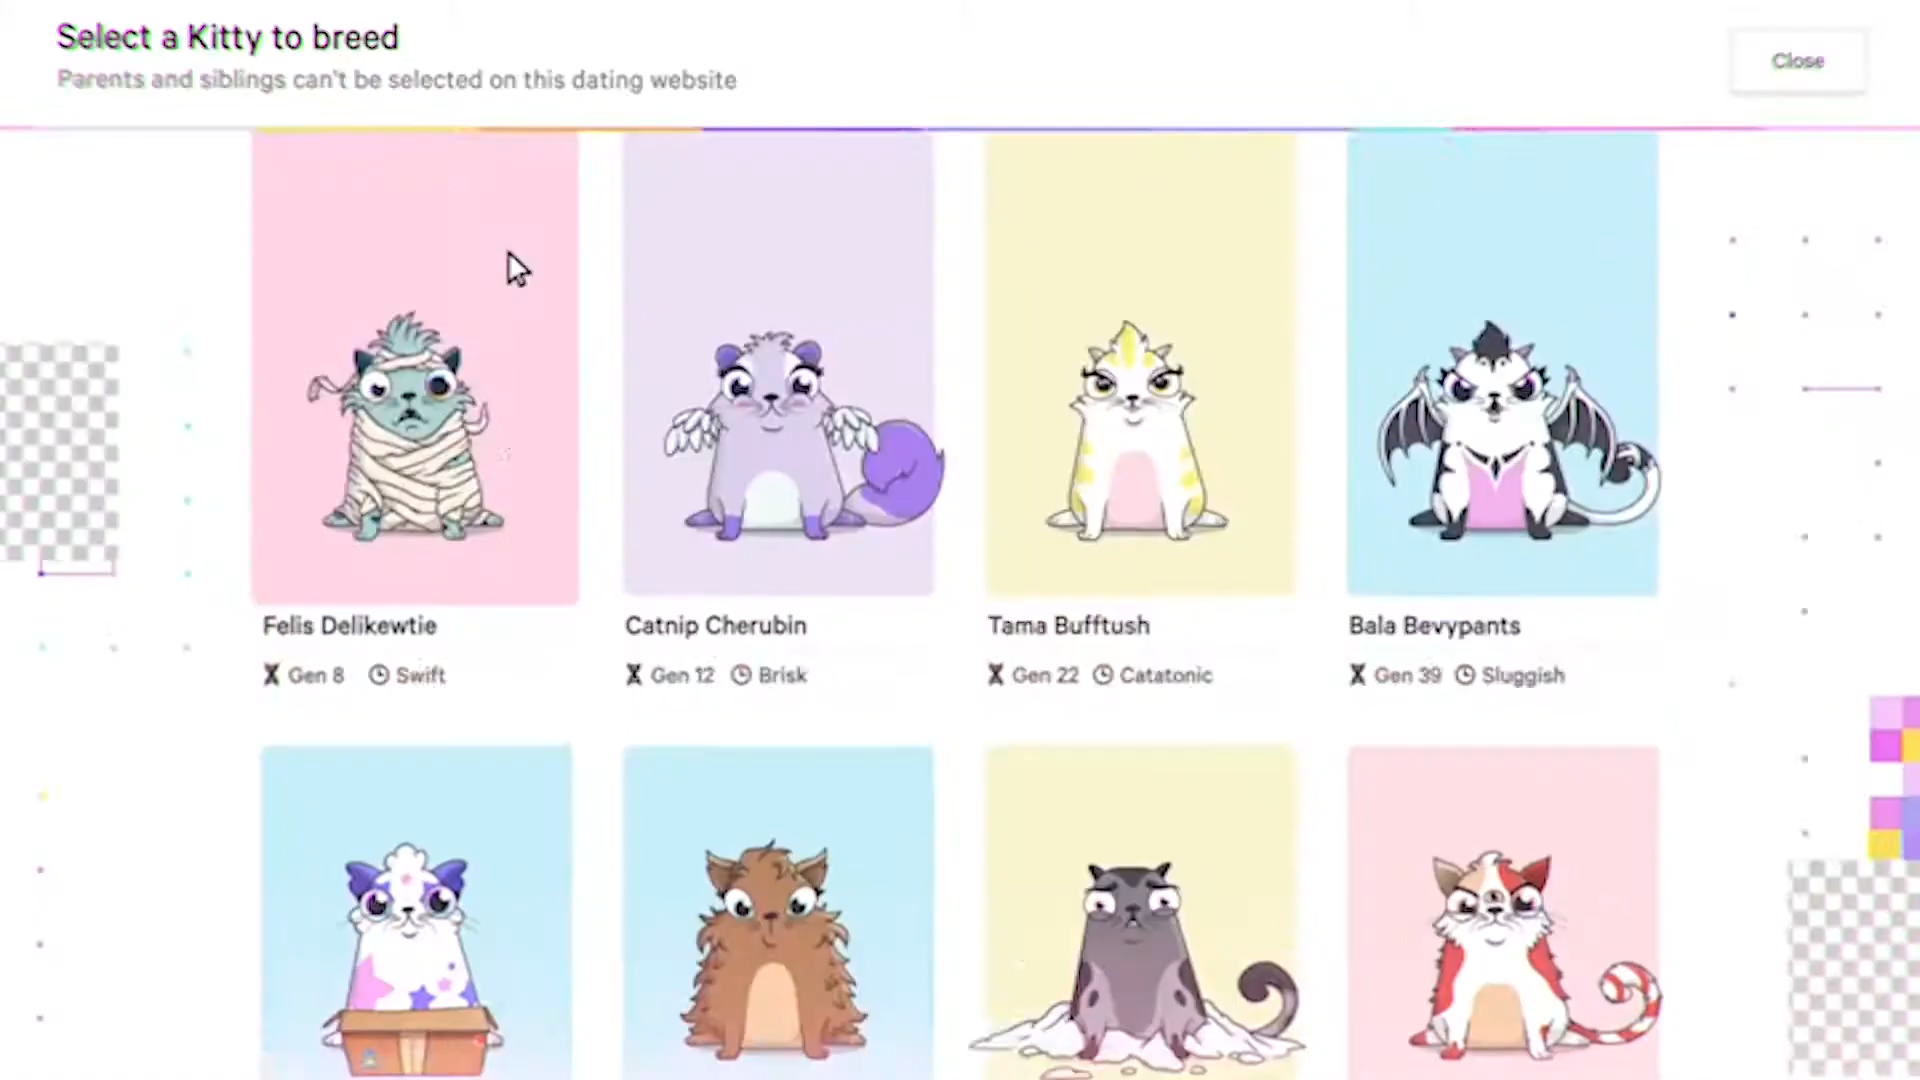 Select a Kitty to breed
Parents and siblings can't be selected on this dating website
Close
Felis Delikewtie
Gen 8 Swift
Catnip Cherubin
Gen 12 Brisk
Tama Bufftush
Gen 22 Catatonic
Bala Bevypants
Gen 39 Sluggish